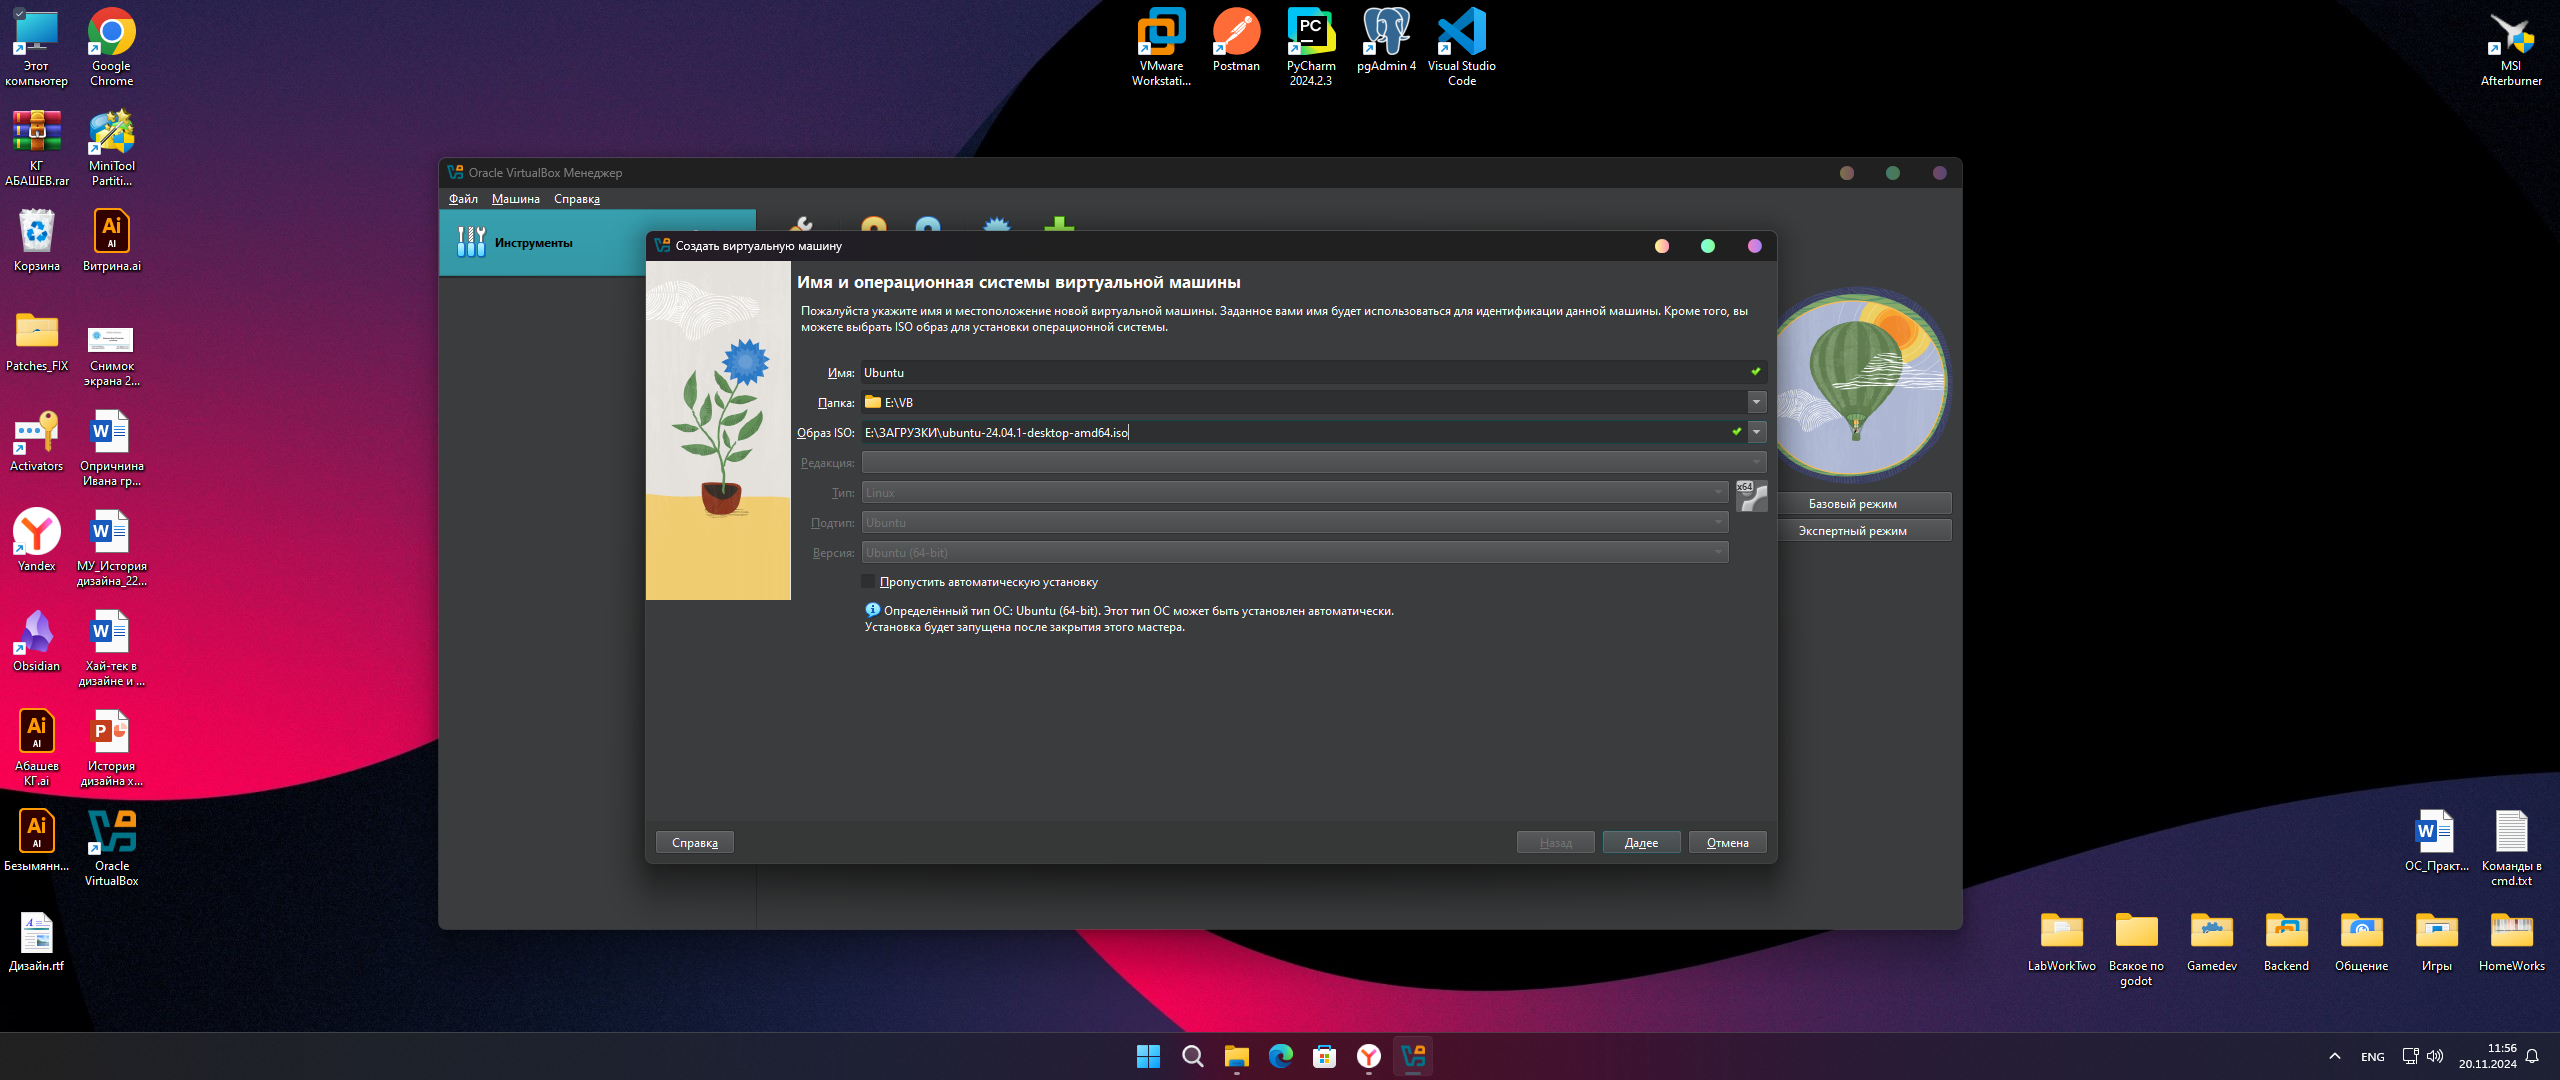 Этот
компьютер
Google
Chrome
VMware
Workstati...
Postman
PC
PyCharm
2024.2.3
pgAdmin 4
Visual Studio
Code
MSI
Afterburner
КГ
АБАШЕВ.rar
MiniTool
Partiti...
Корзина
Ai
AI
Витрина.ai
Patches_FIX
Снимок
экрана 2...
Activators
W
Опричнина
Ивана гр...
Yandex
W
МУ_История
дизайна_22...
Obsidian
W
Хай-тек в
дизайне и ...
Ai
AI
Абашев
КГ.ai
P
История
дизайна х...
Ai
AI
Безымянн...
Oracle
VirtualBox
Дизайн.rtf
Oracle VirtualBox Менеджер
Файл Машина Справка
Инструменты
Создать виртуальную машину
Имя и операционная системы виртуальной машины
Пожалуйста укажите имя и местоположение новой виртуальной машины. Заданное вами имя будет использоваться для идентификации данной машины. Кроме того, вы
можете выбрать ISO образ для установки операционной системы.
Имя: Ubuntu
Папка: E:\VB
Образ ISO: E:\ЗАГРУЗКИ\ubuntu-24.04.1-desktop-amd64.iso
Редакция:
Тип: Linux
x64
Подтип: Ubuntu
Версия: Ubuntu (64-bit)
Пропустить автоматическую установку
Определённый тип ОС: Ubuntu (64-bit). Этот тип ОС может быть установлен автоматически.
Установка будет запущена после закрытия этого мастера.
Справка
Назад
Далее
Отмена
Базовый режим
Экспертный режим
W
ОС_Практ...
Команды в
cmd.txt
LabWorkTwo
Всякое по
godot
Gamedev
Backend
Общение
Игры
HomeWorks
ENG
11:56
20.11.2024